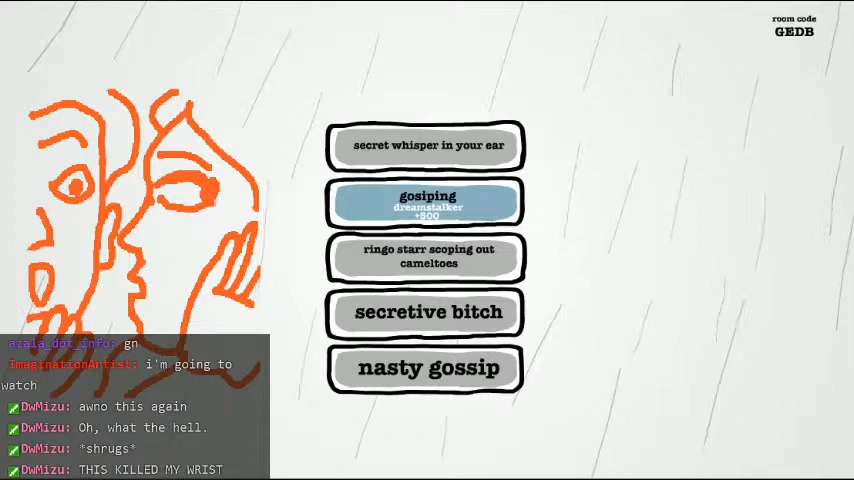 room code
GEDB
secret whisper in your ear
gosiping
dreamstalker
+500
ringo starr scoping out
cameltoes
secretive bitch
nasty gossip
azala_dot_info: gn
ImaginationArtist: i'm going to
watch
DwMizu: awno this again
DwMizu: Oh, what the hell.
DwMizu: *shrugs*
DwMizu: THIS KILLED MY WRIST